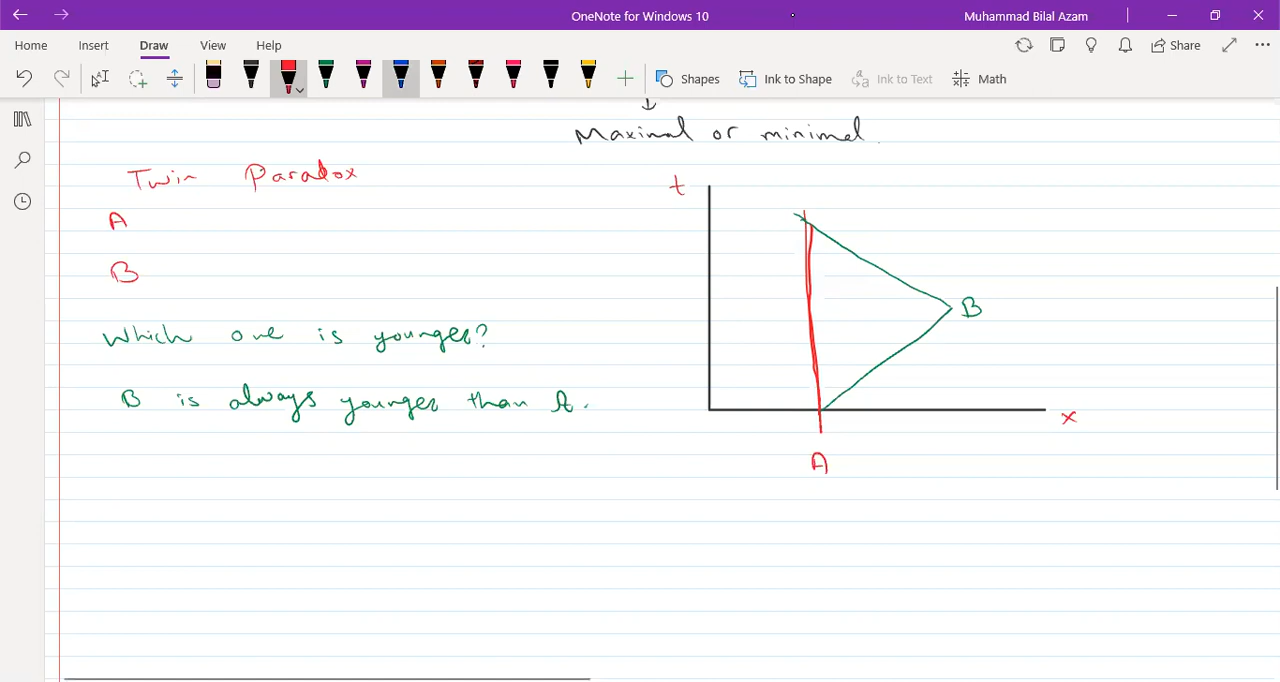 OneNote for Windows 10
Muhammad Bilal Azam
Home Insert Draw View Help
Share
Shapes Ink to Shape Ink to Text Math
Maximal or minimal.
Twin Paradox
A
B
Which one is younger?
B is always younger than A.
t
B
x
A